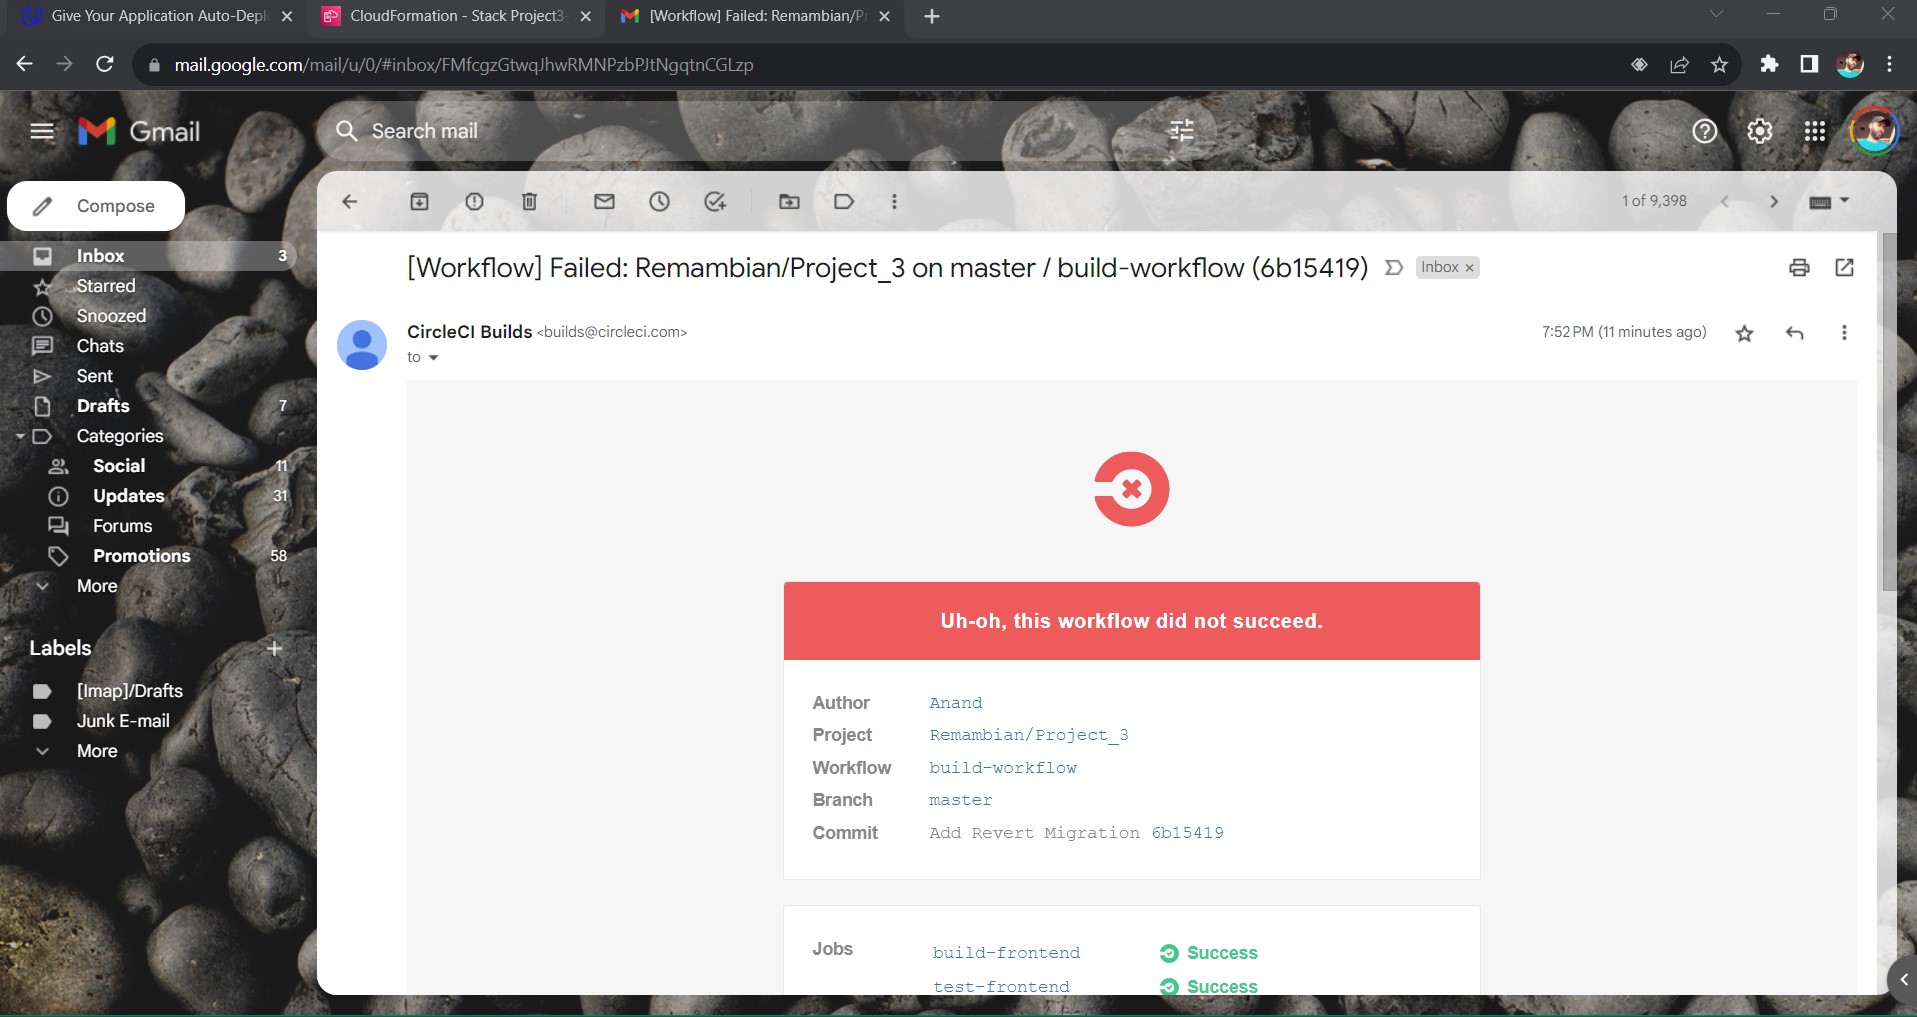 Give Your Application Auto-Depl
CloudFormation - Stack Project3-
[Workflow] Failed: Remambian/Pr
mail.google.com/mail/u/0/#inbox/FMfcgzGtwqJhwRMNPzbPJtNgqtnCGLzp
Gmail
Search mail
Compose
1 of 9,398
Inbox 3
Starred
Snoozed
Chats
Sent
Drafts 7
Categories
Social 11
Updates 31
Forums
Promotions 58
More
Labels
[Imap]/Drafts
Junk E-mail
More
[Workflow] Failed: Remambian/Project_3 on master / build-workflow (6b15419)
Inbox ×
CircleCI Builds <builds@circleci.com>
7:52 PM (11 minutes ago)
to
Uh-oh, this workflow did not succeed.
Author Anand
Project Remambian/Project_3
Workflow build-workflow
Branch master
Commit Add Revert Migration 6b15419
Jobs build-frontend Success
test-frontend Success